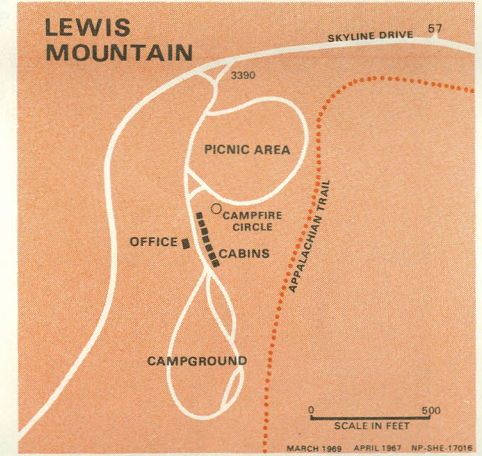 LEWIS
MOUNTAIN
SKYLINE DRIVE
57
3390
PICNIC AREA
CAMPFIRE
CIRCLE
OFFICE
CABINS
APPALACHIAN TRAIL
CAMPGROUND
0 500
SCALE IN FEET
MARCH 1969 APRIL 1967 NP-SHE-17016